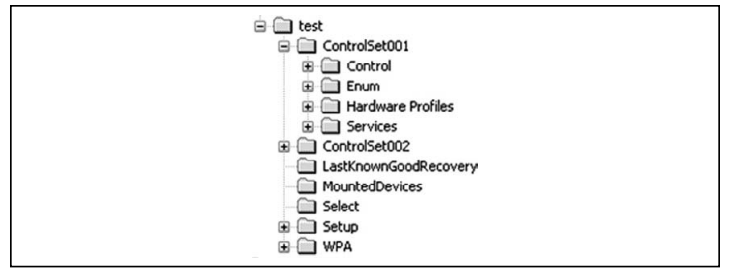 test
ControlSet001
Control
Enum
Hardware Profiles
Services
ControlSet002
LastKnownGoodRecovery
MountedDevices
Select
Setup
WPA